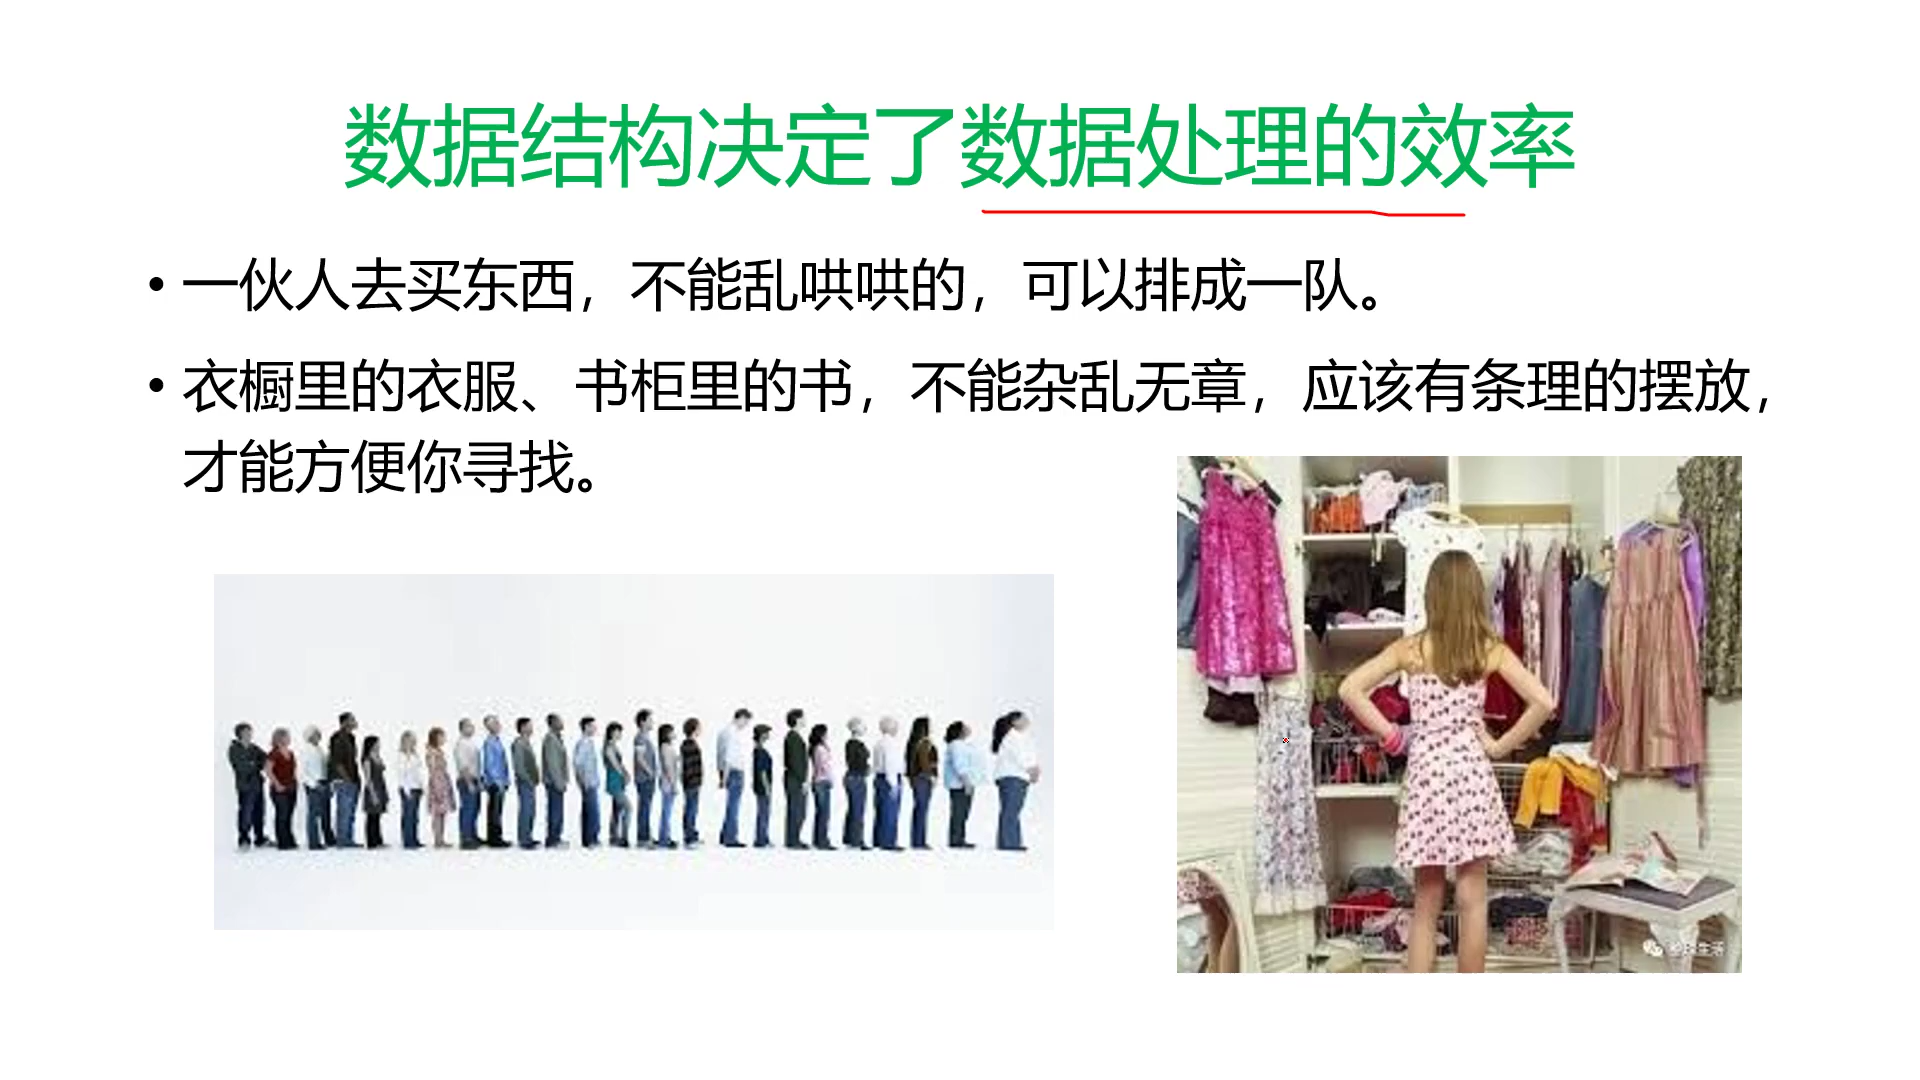 数据结构决定了数据处理的效率
• 一伙人去买东西，不能乱哄哄的，可以排成一队。
• 衣橱里的衣服、书柜里的书，不能杂乱无章，应该有条理的摆放，
才能方便你寻找。